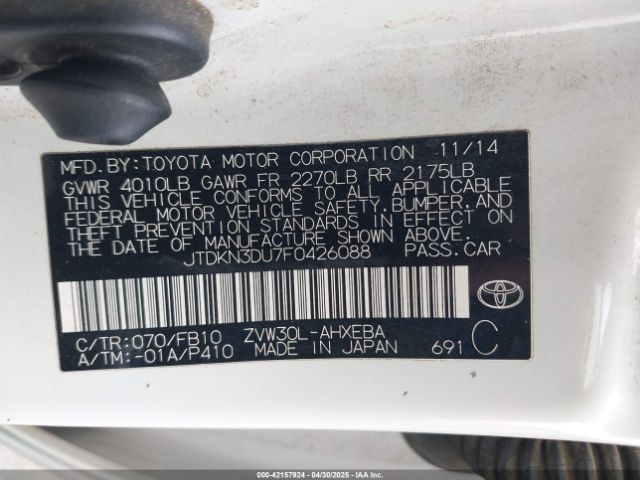 MFD. BY: TOYOTA MOTOR CORPORATION 11/14
GVWR 4010LB GAWR FR 2270LB RR 2175LB
THIS VEHICLE CONFORMS TO ALL APPLICABLE
FEDERAL MOTOR VEHICLE SAFETY, BUMPER, AND
THEFT PREVENTION STANDARDS IN EFFECT ON
THE DATE OF MANUFACTURE SHOWN ABOVE.
JTDKN3DU7F0426088 PASS. CAR
C/TR: 070/FB10 ZVW30L-AHXEBA
A/TM: -01A/P410 MADE IN JAPAN 691 C
000-42157924 - 04/30/2025 - IAAI.COM